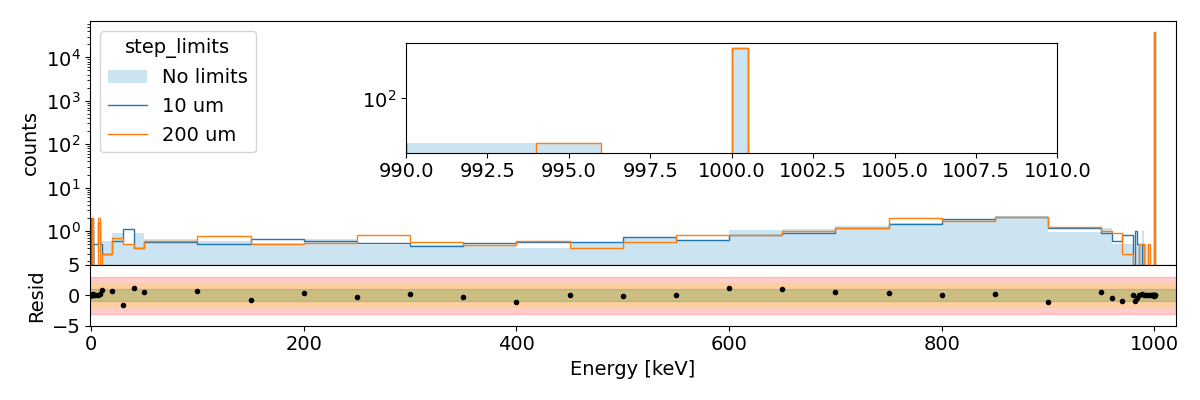 step_limits
No limits
10 um
200 um
counts
10^4
10^3
10^2
10^1
10^0
10^2
990.0 992.5 995.0 997.5 1000.0 1002.5 1005.0 1007.5 1010.0
Resid
5
0
−5
0 200 400 600 800 1000
Energy [keV]